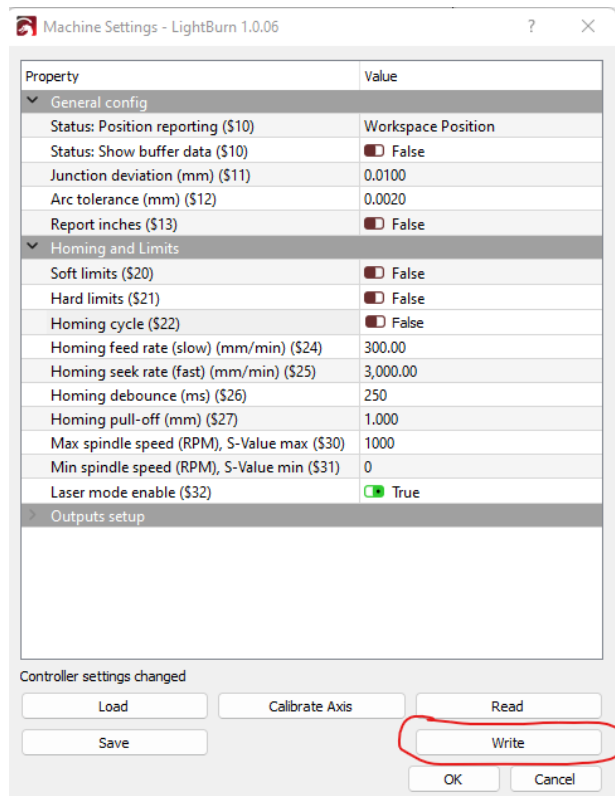 Machine Settings - LightBurn 1.0.06
Property Value
General config
Status: Position reporting ($10) Workspace Position
Status: Show buffer data ($10) False
Junction deviation (mm) ($11) 0.0100
Arc tolerance (mm) ($12) 0.0020
Report inches ($13) False
Homing and Limits
Soft limits ($20) False
Hard limits ($21) False
Homing cycle ($22) False
Homing feed rate (slow) (mm/min) ($24) 300.00
Homing seek rate (fast) (mm/min) ($25) 3,000.00
Homing debounce (ms) ($26) 250
Homing pull-off (mm) ($27) 1.000
Max spindle speed (RPM), S-Value max ($30) 1000
Min spindle speed (RPM), S-Value min ($31) 0
Laser mode enable ($32) True
Outputs setup
Controller settings changed
Load Calibrate Axis Read
Save Write
OK Cancel